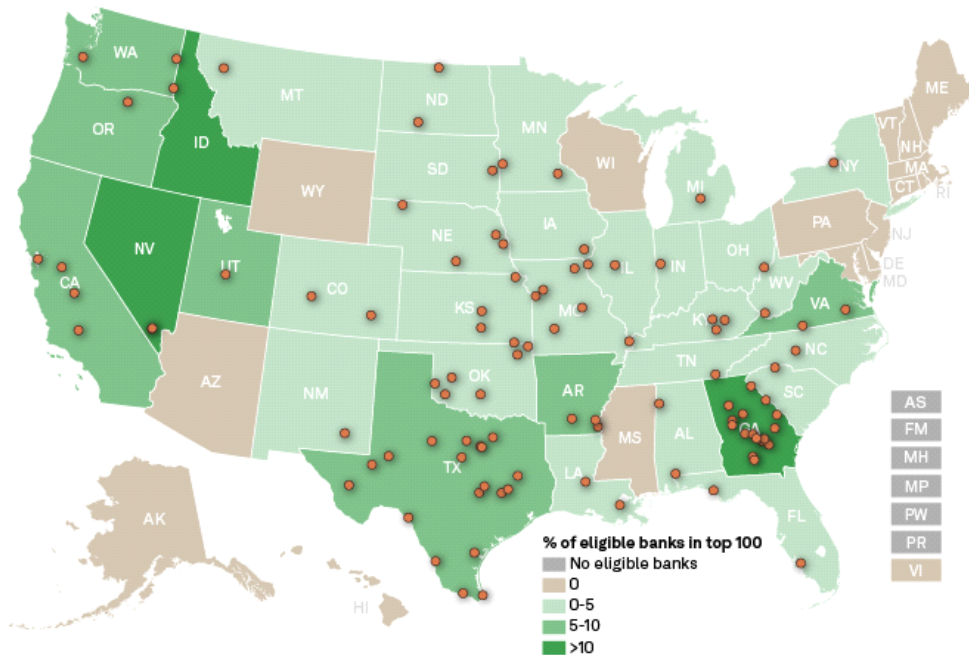 WA
MT
ND
MN
ME
VT
NH
OR
ID
SD
WI
NY
MA
CT
RI
WY
MI
PA
NJ
NE
IA
OH
DE
MD
NV
UT
CO
IL
IN
WV
CA
KS
MO
KY
VA
AZ
NM
OK
AR
TN
NC
SC
MS
AL
GA
TX
LA
FL
AK
HI
AS
FM
MH
MP
PW
PR
VI
% of eligible banks in top 100
No eligible banks
0
0-5
5-10
>10